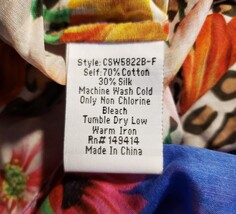 Style: CSW5822B-F
Self: 70% Cotton
30% Silk
Machine Wash Cold
Only Non Chlorine
Bleach
Tumble Dry Low
Warm Iron
Rn# 149414
Made In China